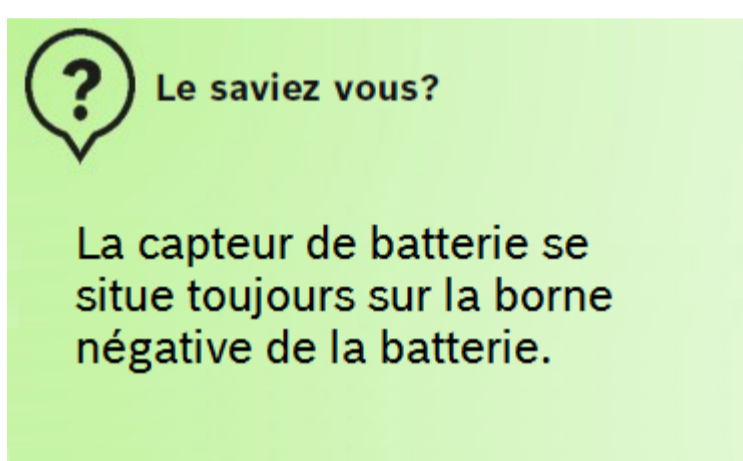 ?
Le saviez vous?
La capteur de batterie se
situe toujours sur la borne
négative de la batterie.